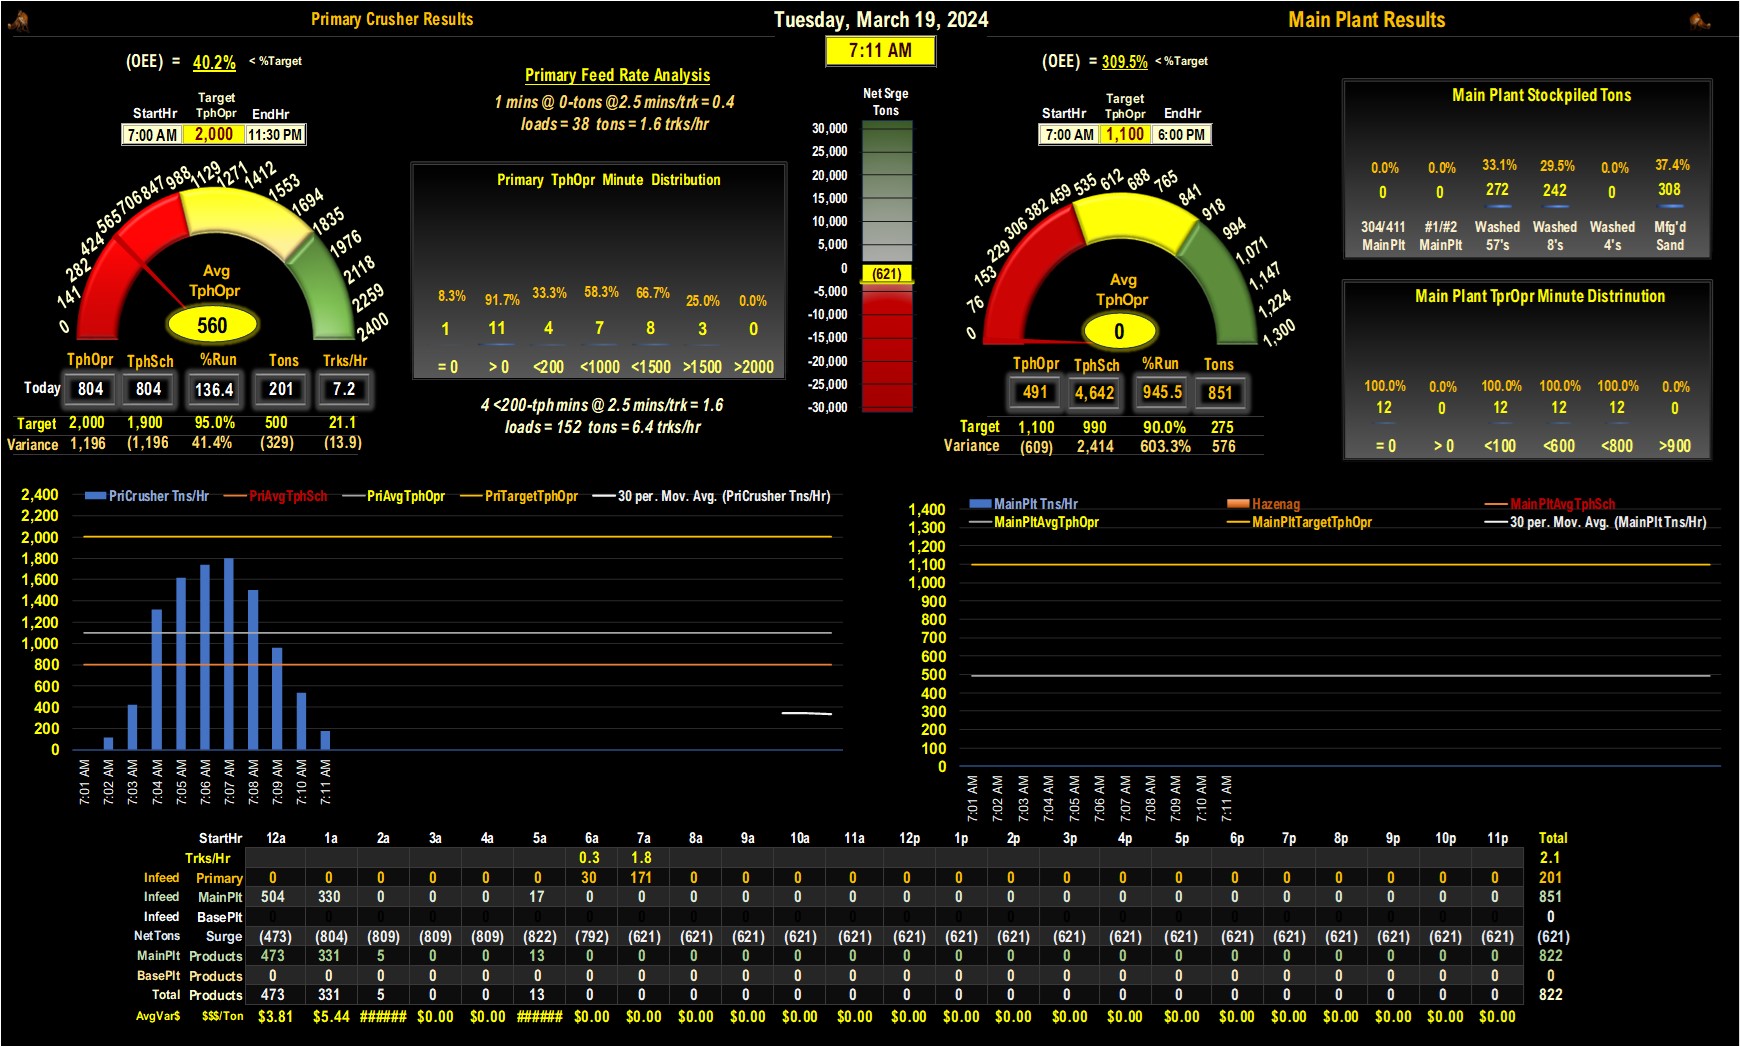 Primary Crusher Results
Tuesday, March 19, 2024
Main Plant Results
7:11 AM
(OEE) = 40.2% < %Target
Target
StartHr TphOpr EndHr
7:00 AM 2,000 11:30 PM
0 141 282 424 565 706 847 988 1129 1271 1412 1553 1694 1835 1976 2118 2259 2400
Avg
TphOpr
560
TphOpr TphSch %Run Tons Trks/Hr
Today 804 804 136.4 201 7.2
Target 2,000 1,900 95.0% 500 21.1
Variance 1,196 (1,196 41.4% (329) (13.9)
Primary Feed Rate Analysis
1 mins @ 0-tons @2.5 mins/trk = 0.4
loads = 38 tons = 1.6 trks/hr
Primary TphOpr Minute Distribution
8.3% 91.7% 33.3% 58.3% 66.7% 25.0% 0.0%
1 11 4 7 8 3 0
= 0 > 0 <200 <1000 <1500 >1500 >2000
4 <200-tph mins @ 2.5 mins/trk = 1.6
loads = 152 tons = 6.4 trks/hr
Net Srge
Tons
30,000
25,000
20,000
15,000
10,000
5,000
0
(621)
-5,000
-10,000
-15,000
-20,000
-25,000
-30,000
(OEE) = 309.5% < %Target
Target
StartHr TphOpr EndHr
7:00 AM 1,100 6:00 PM
0 76 153 229 306 382 459 535 612 688 765 841 918 994 1,071 1,147 1,224 1,300
Avg
TphOpr
0
TphOpr TphSch %Run Tons
491 4,642 945.5 851
Target 1,100 990 90.0% 275
Variance (609) 2,414 603.3% 576
Main Plant Stockpiled Tons
0.0% 0.0% 33.1% 29.5% 0.0% 37.4%
0 0 272 242 0 308
304/411 #1/#2 Washed Washed Washed Mfg'd
MainPlt MainPlt 57's 8's 4's Sand
Main Plant TprOpr Minute Distrinution
100.0% 0.0% 100.0% 100.0% 100.0% 0.0%
12 0 12 12 12 0
= 0 > 0 <100 <600 <800 >900
PriCrusher Tns/Hr PriAvgTphSch PriAvgTphOpr PriTargetTphOpr 30 per. Mov. Avg. (PriCrusher Tns/Hr)
2,400
2,200
2,000
1,800
1,600
1,400
1,200
1,000
800
600
400
200
0
7:01 AM 7:02 AM 7:03 AM 7:04 AM 7:05 AM 7:06 AM 7:07 AM 7:08 AM 7:09 AM 7:10 AM 7:11 AM
MainPlt Tns/Hr Hazenag MainPltAvgTphSch
MainPltAvgTphOpr MainPltTargetTphOpr 30 per. Mov. Avg. (MainPlt Tns/Hr)
1,400
1,300
1,200
1,100
1,000
900
800
700
600
500
400
300
200
100
0
7:01 AM 7:02 AM 7:03 AM 7:04 AM 7:05 AM 7:06 AM 7:07 AM 7:08 AM 7:09 AM 7:10 AM 7:11 AM
StartHr 12a 1a 2a 3a 4a 5a 6a 7a 8a 9a 10a 11a 12p 1p 2p 3p 4p 5p 6p 7p 8p 9p 10p 11p Total
Trks/Hr 0.3 1.8 2.1
Infeed Primary 0 0 0 0 0 0 30 171 0 0 0 0 0 0 0 0 0 0 0 0 0 0 0 0 201
Infeed MainPlt 504 330 0 0 0 17 0 0 0 0 0 0 0 0 0 0 0 0 0 0 0 0 0 0 851
Infeed BasePlt 0 0 0 0 0 0 0 0 0 0 0 0 0 0 0 0 0 0 0 0 0 0 0 0 0
NetTons Surge (473) (804) (809) (809) (809) (822) (792) (621) (621) (621) (621) (621) (621) (621) (621) (621) (621) (621) (621) (621) (621) (621) (621) (621) (621)
MainPlt Products 473 331 5 0 0 13 0 0 0 0 0 0 0 0 0 0 0 0 0 0 0 0 0 0 822
BasePlt Products 0 0 0 0 0 0 0 0 0 0 0 0 0 0 0 0 0 0 0 0 0 0 0 0 0
Total Products 473 331 5 0 0 13 0 0 0 0 0 0 0 0 0 0 0 0 0 0 0 0 0 0 822
AvgVar$ $$$/Ton $3.81 $5.44 ###### $0.00 $0.00 ###### $0.00 $0.00 $0.00 $0.00 $0.00 $0.00 $0.00 $0.00 $0.00 $0.00 $0.00 $0.00 $0.00 $0.00 $0.00 $0.00 $0.00 $0.00